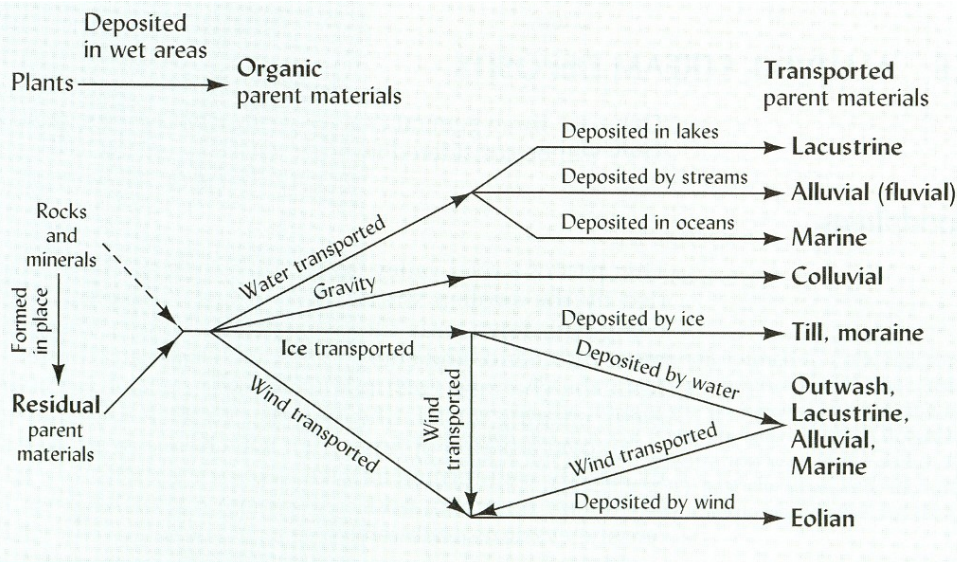 Deposited
in wet areas
Plants
Organic
parent materials
Transported
parent materials
Deposited in lakes
Lacustrine
Deposited by streams
Alluvial (fluvial)
Deposited in oceans
Marine
Rocks
and
minerals
Water transported
Gravity
Colluvial
Formed
in place
Ice transported
Deposited by ice
Till, moraine
Deposited by water
Wind transported
Wind
transported
Residual
parent
materials
Outwash,
Lacustrine,
Alluvial,
Marine
Wind transported
Deposited by wind
Eolian